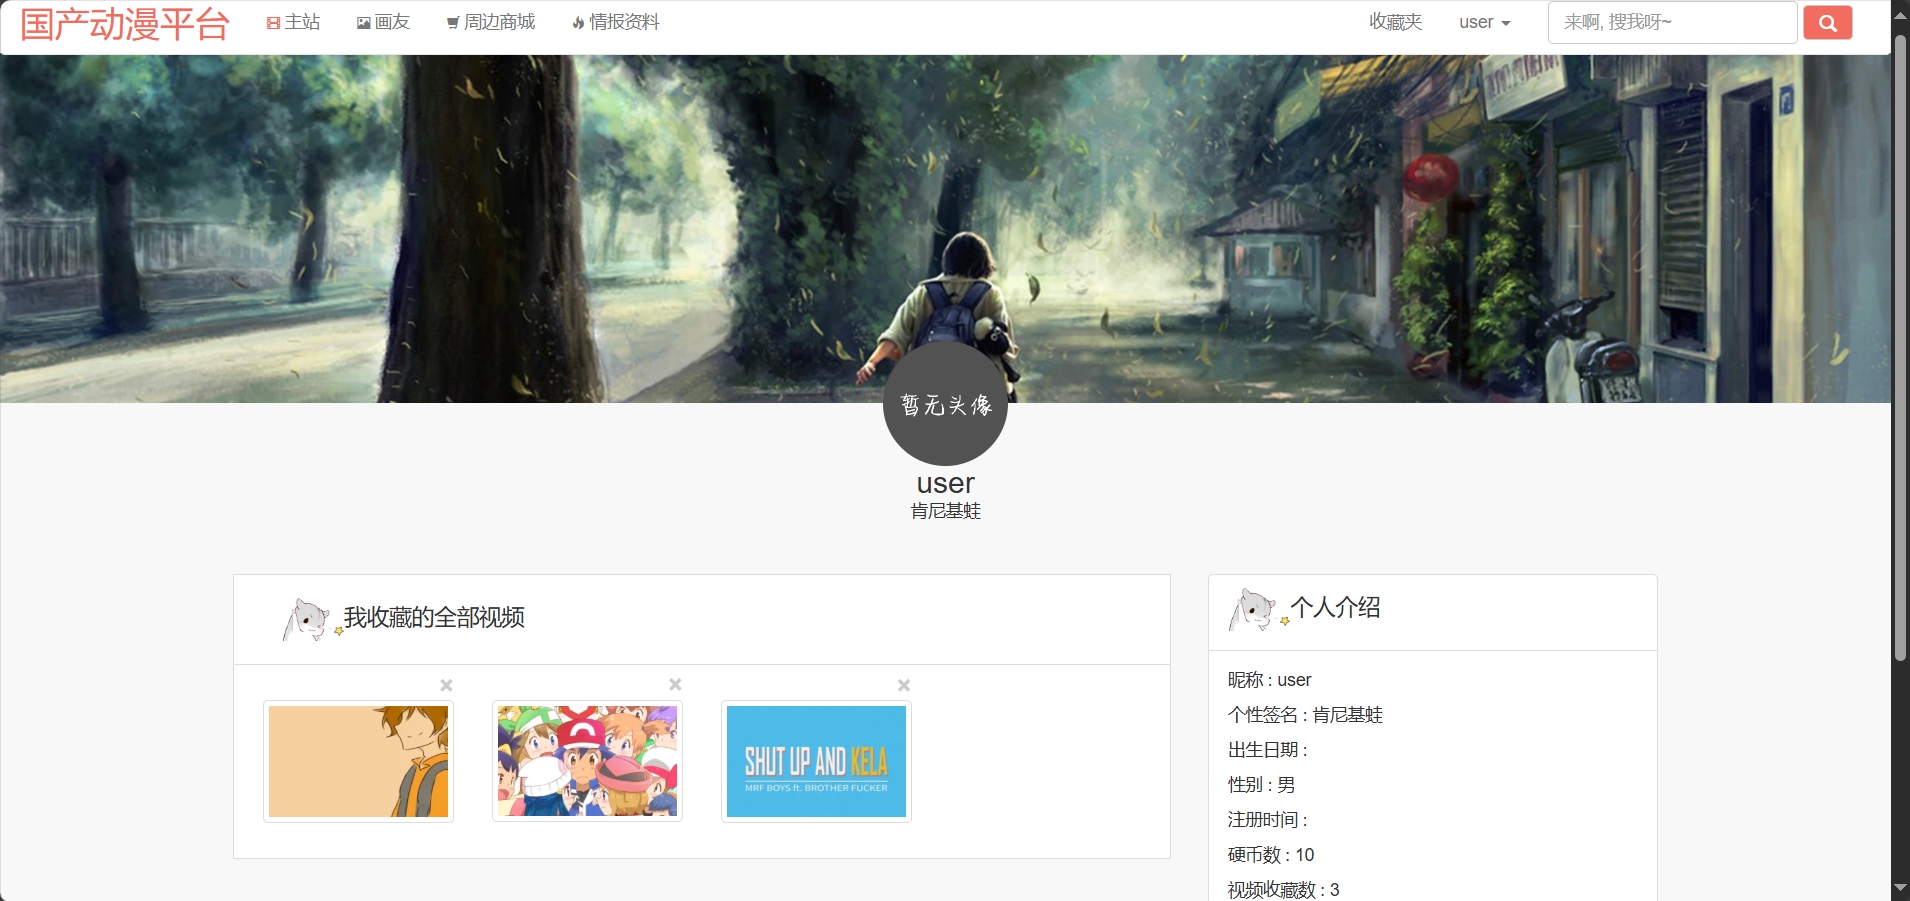 国产动漫平台 主站 画友 周边商城 情报资料 收藏夹 user 来啊, 搜我呀~
暂无头像
user
肯尼基蛙
我收藏的全部视频
SHUT UP AND KELA
MRF BOYS ft. BROTHER FUCKER
个人介绍
昵称 : user
个性签名 : 肯尼基蛙
出生日期 :
性别 : 男
注册时间 :
硬币数 : 10
视频收藏数 : 3